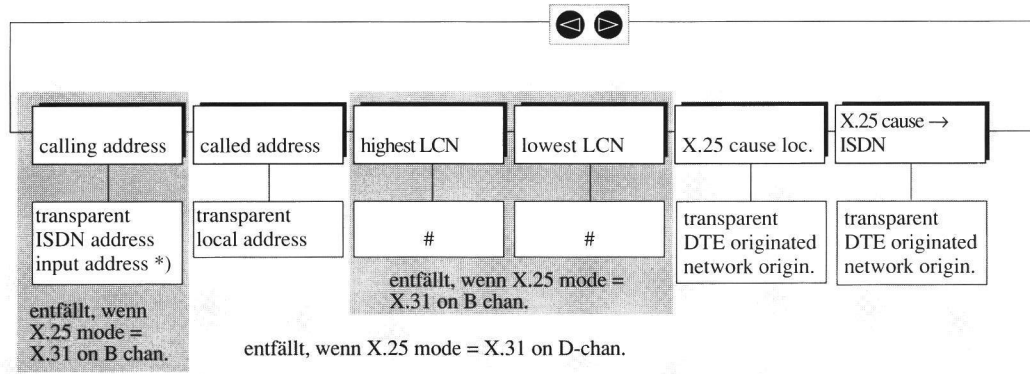 calling address
called address
highest LCN
lowest LCN
X.25 cause loc.
X.25 cause →
ISDN
transparent
ISDN address
input address *)
transparent
local address
#
#
transparent
DTE originated
network origin.
transparent
DTE originated
network origin.
entfällt, wenn
X.25 mode =
X.31 on B chan.
entfällt, wenn X.25 mode =
X.31 on B chan.
entfällt, wenn X.25 mode = X.31 on D-chan.